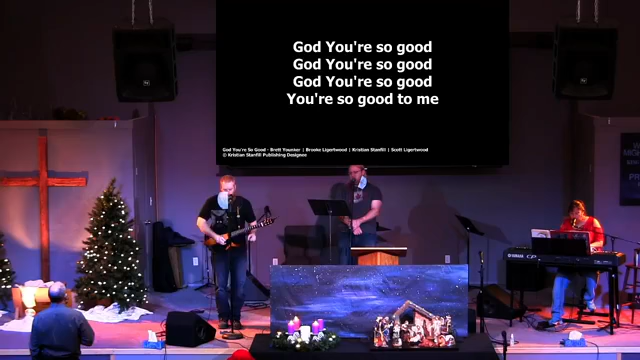 God You're so good
God You're so good
God You're so good
You're so good to me
God You're So Good - Brett Younker | Brooke Ligertwood | Kristian Stanfill | Scott Ligertwood
© Kristian Stanfill Publishing Designee
YAMAHA CP